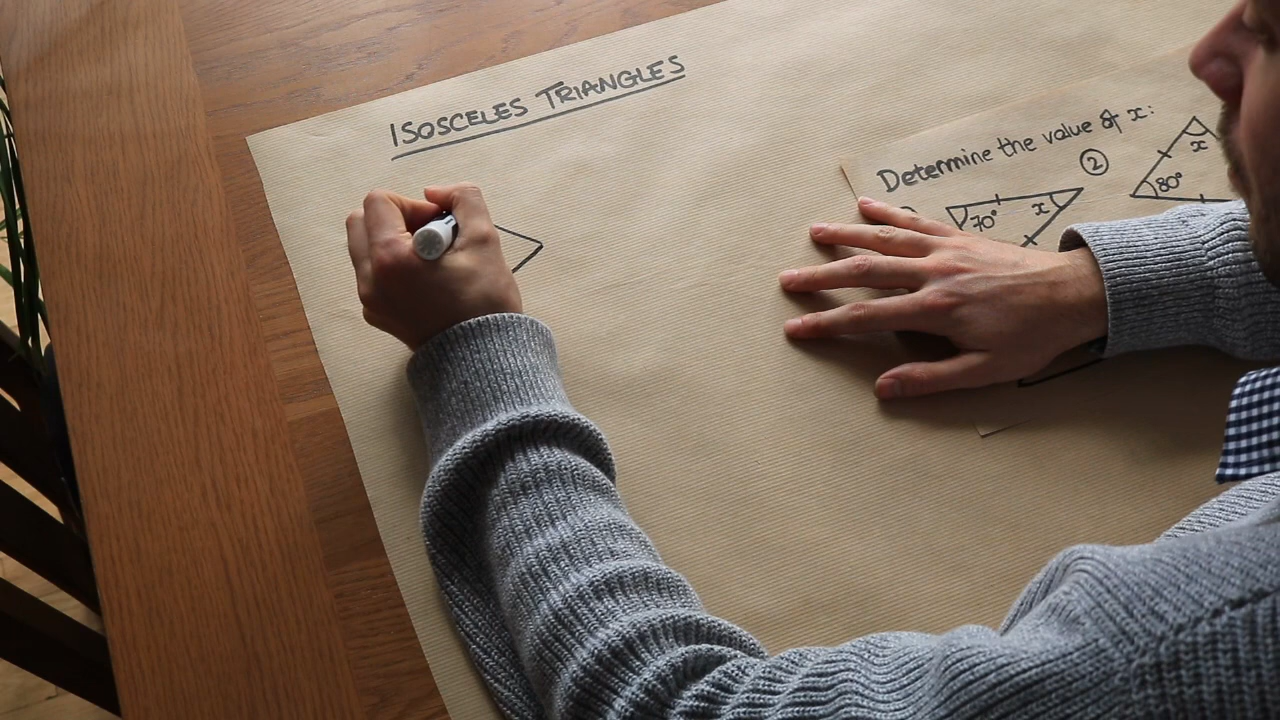 ISOSCELES TRIANGLES
Determine the value of x:
2
70° x
80° x